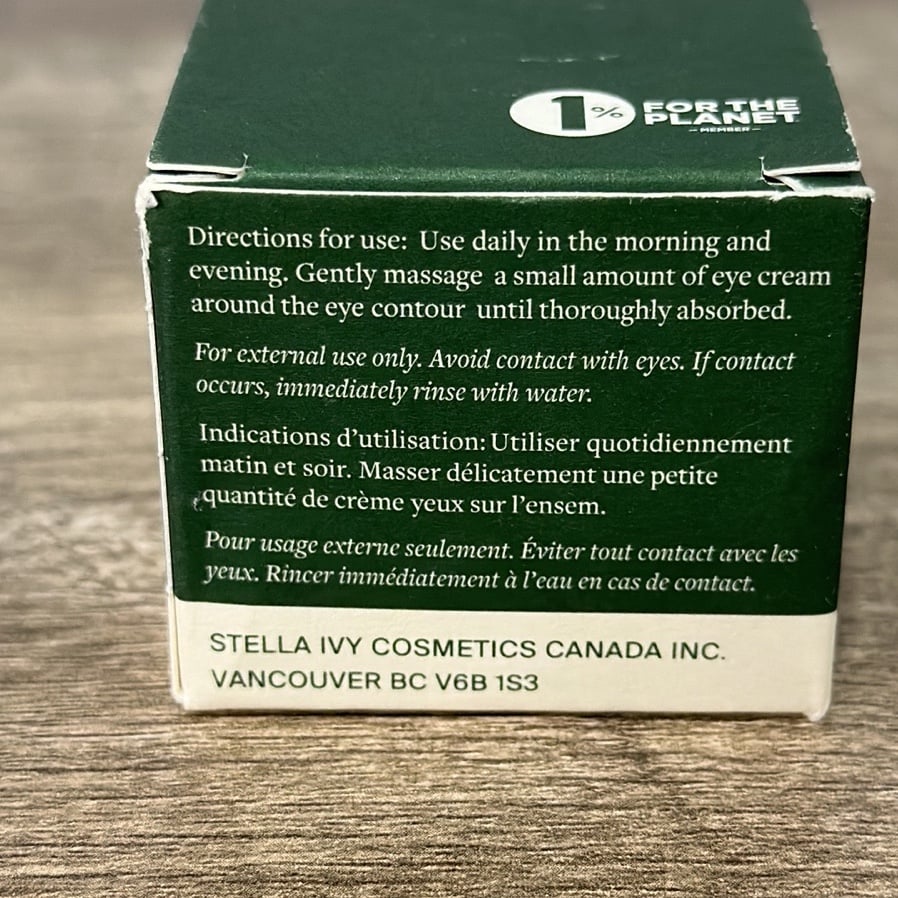 1%
FOR THE
PLANET
MEMBER
Directions for use: Use daily in the morning and
evening. Gently massage a small amount of eye cream
around the eye contour until thoroughly absorbed.
For external use only. Avoid contact with eyes. If contact
occurs, immediately rinse with water.
Indications d'utilisation: Utiliser quotidiennement
matin et soir. Masser délicatement une petite
quantité de crème yeux sur l'ensem.
Pour usage externe seulement. Éviter tout contact avec les
yeux. Rincer immédiatement à l'eau en cas de contact.
STELLA IVY COSMETICS CANADA INC.
VANCOUVER BC V6B 1S3